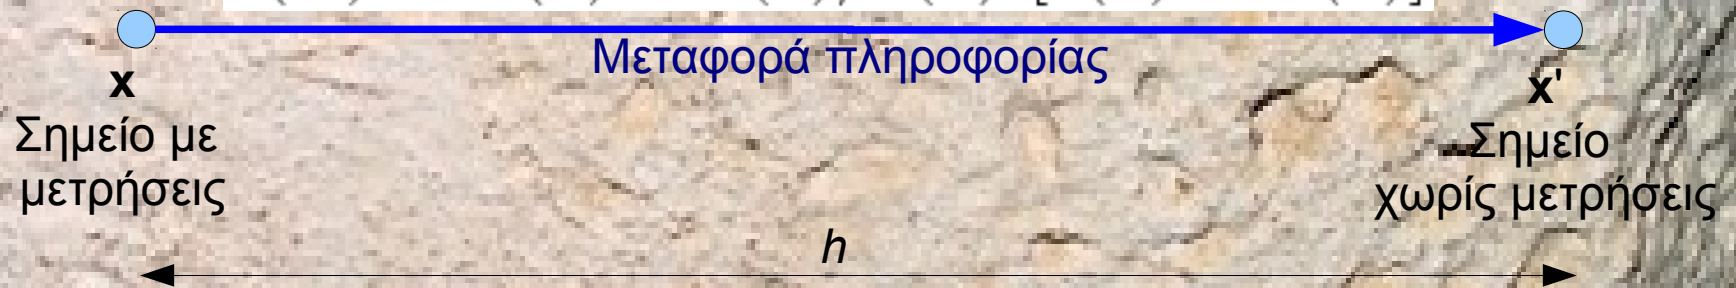 Μεταφορά πληροφορίας
x
x'
Σημείο με
μετρήσεις
Σημείο
χωρίς μετρήσεις
h